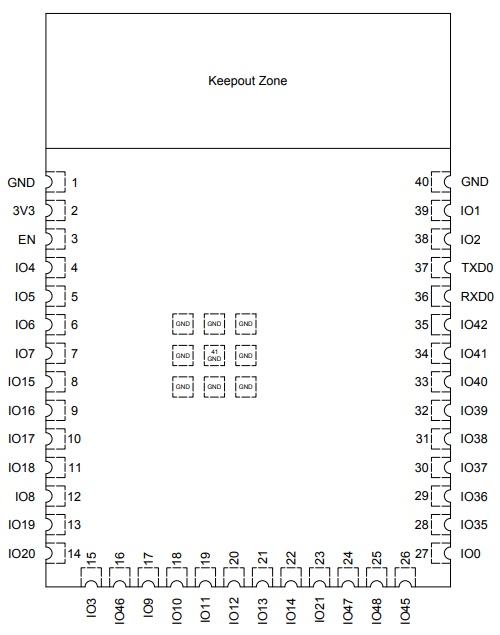 Keepout Zone
GND 1 40 GND
3V3 2 39 IO1
EN 3 38 IO2
IO4 4 37 TXD0
IO5 5 36 RXD0
IO6 6 GND GND GND 35 IO42
IO7 7 GND 41 GND GND 34 IO41
IO15 8 GND GND GND 33 IO40
IO16 9 32 IO39
IO17 10 31 IO38
IO18 11 30 IO37
IO8 12 29 IO36
IO19 13 28 IO35
IO20 14 27 IO0
15 16 17 18 19 20 21 22 23 24 25 26
IO3 IO46 IO9 IO10 IO11 IO12 IO13 IO14 IO21 IO47 IO48 IO45